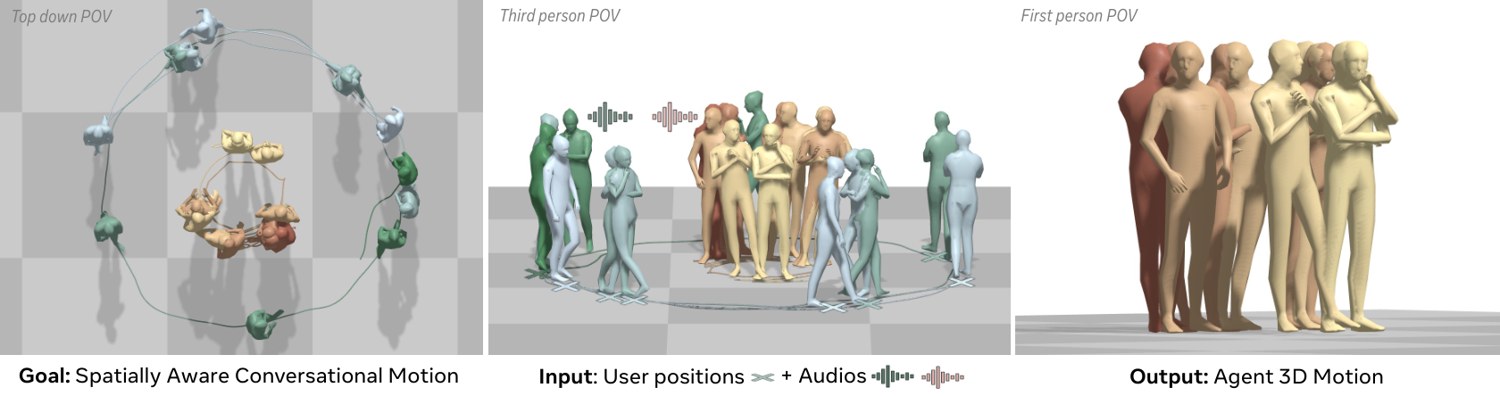 Top down POV
Third person POV
First person POV
Goal: Spatially Aware Conversational Motion
Input: User positions + Audios
Output: Agent 3D Motion